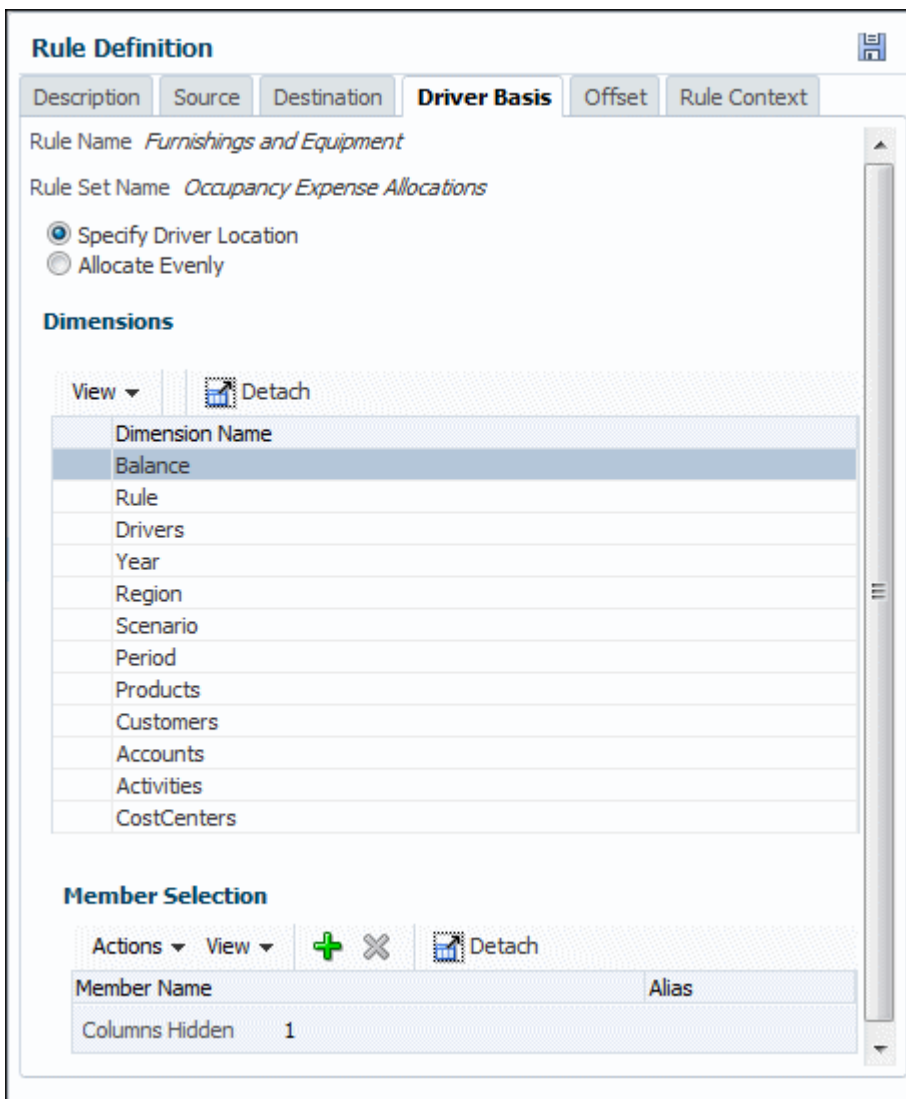 Rule Definition
Description Source Destination Driver Basis Offset Rule Context
Rule Name Furnishings and Equipment
Rule Set Name Occupancy Expense Allocations
Specify Driver Location
Allocate Evenly
Dimensions
View Detach
Dimension Name
Balance
Rule
Drivers
Year
Region
Scenario
Period
Products
Customers
Accounts
Activities
CostCenters
Member Selection
Actions View Detach
Member Name Alias
Columns Hidden 1